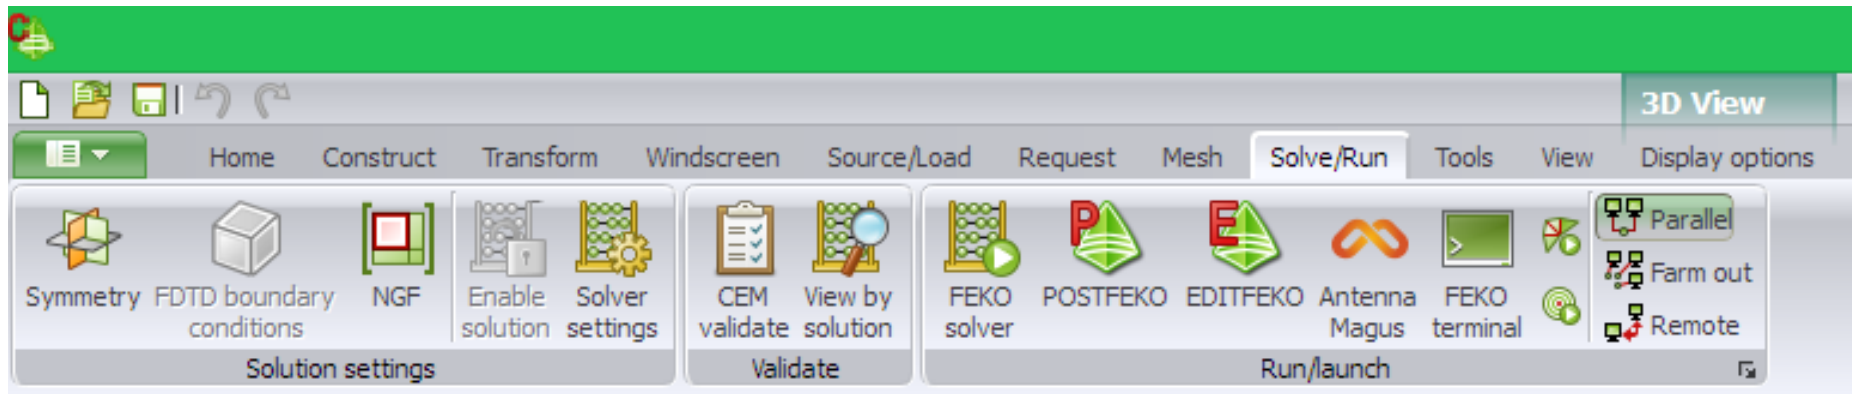 3D View
Home Construct Transform Windscreen Source/Load Request Mesh Solve/Run Tools View Display options
Symmetry
FDTD boundary
conditions
NGF
Enable
solution
Solver
settings
CEM
validate
View by
solution
FEKO
solver
POSTFEKO
EDITFEKO
Antenna
Magus
FEKO
terminal
Parallel
Farm out
Remote
Solution settings
Validate
Run/launch